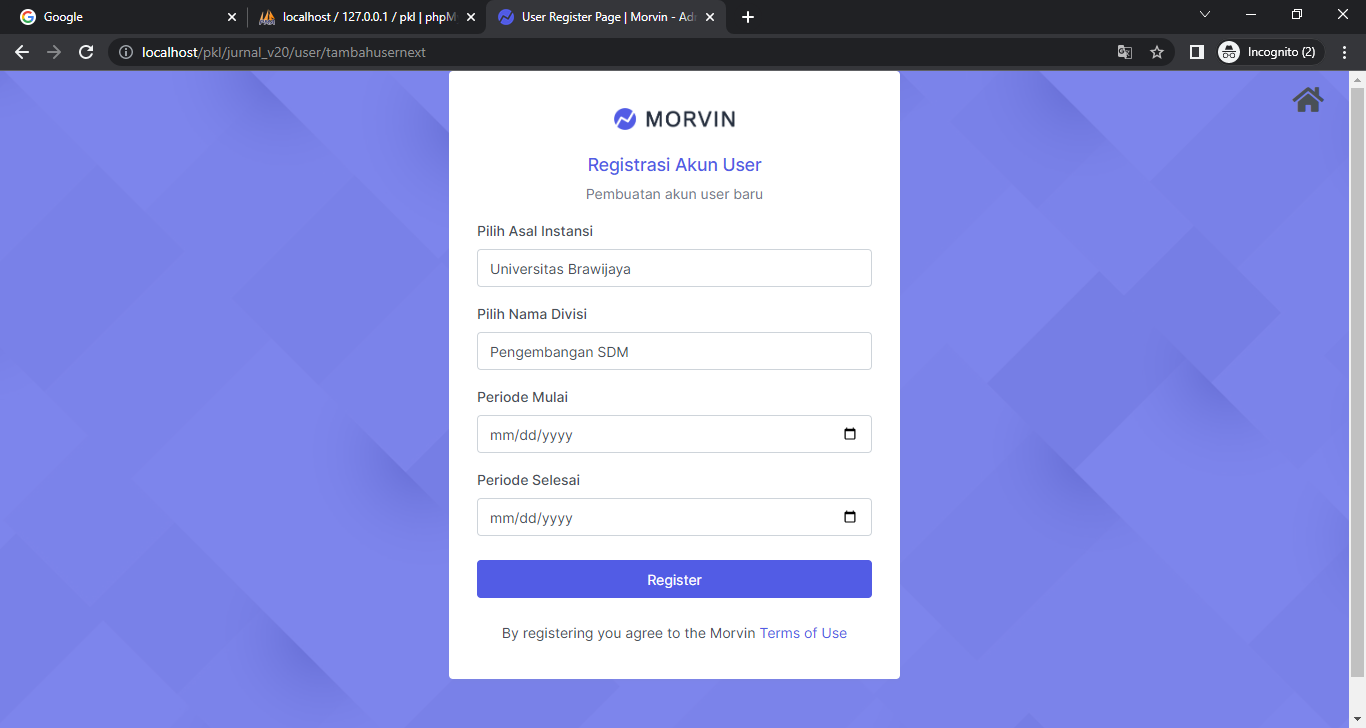 Google
localhost / 127.0.0.1 / pkl | phpM
User Register Page | Morvin - Adm
localhost/pkl/jurnal_v20/user/tambahusernext
Incognito (2)
MORVIN
Registrasi Akun User
Pembuatan akun user baru
Pilih Asal Instansi
Universitas Brawijaya
Pilih Nama Divisi
Pengembangan SDM
Periode Mulai
mm/dd/yyyy
Periode Selesai
mm/dd/yyyy
Register
By registering you agree to the Morvin Terms of Use